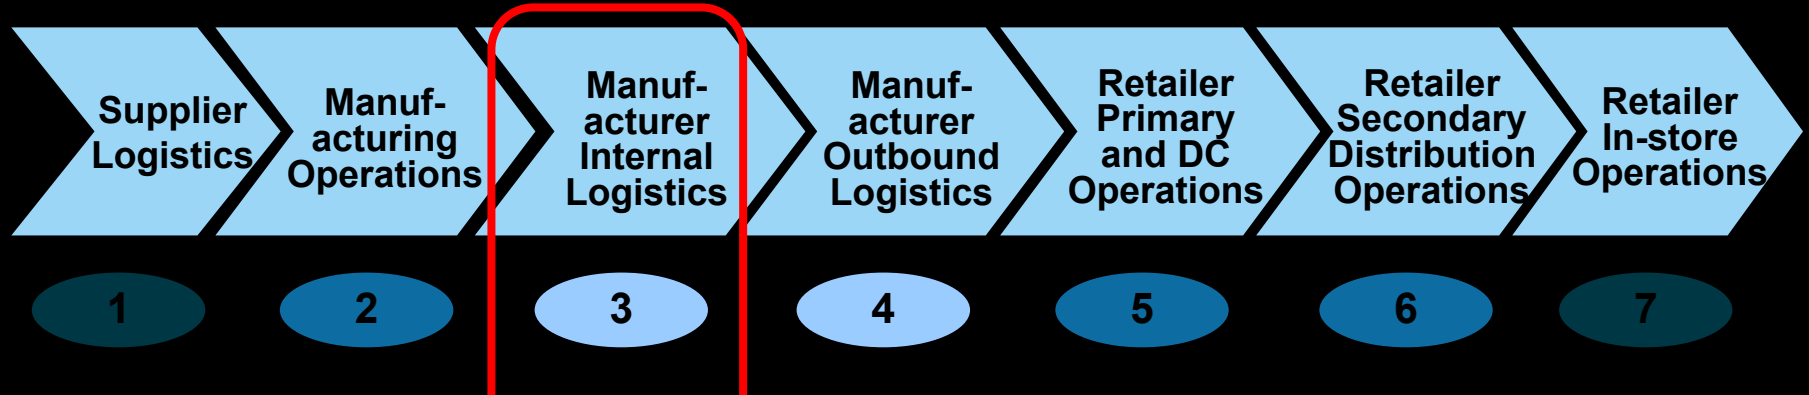 Supplier
Logistics
Manuf-
acturing
Operations
Manuf-
acturer
Internal
Logistics
Manuf-
acturer
Outbound
Logistics
Retailer
Primary
and DC
Operations
Retailer
Secondary
Distribution
Operations
Retailer
In-store
Operations
1
2
3
4
5
6
7